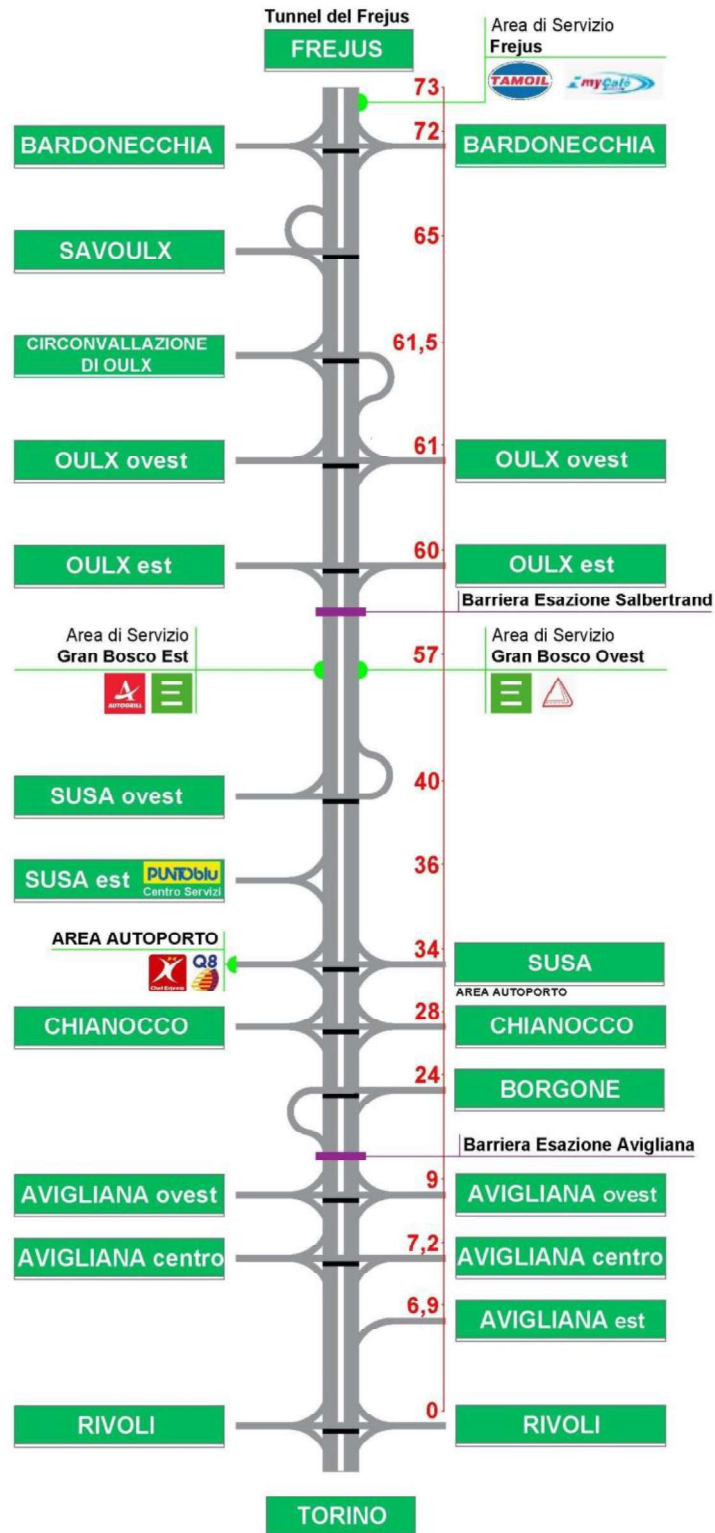 Tunnel del Frejus
FREJUS
Area di Servizio
Frejus
TAMOIL
myCafé
73
72
BARDONECCHIA
BARDONECCHIA
65
SAVOULX
61,5
CIRCONVALLAZIONE
DI OULX
61
OULX ovest
OULX ovest
60
OULX est
OULX est
Barriera Esazione Salbertrand
Area di Servizio
Gran Bosco Est
AUTOGRILL
57
Area di Servizio
Gran Bosco Ovest
40
SUSA ovest
36
SUSA est
PUNTOblu
Centro Servizi
AREA AUTOPORTO
Chef Express
Q8
34
SUSA
AREA AUTOPORTO
28
CHIANOCCO
CHIANOCCO
24
BORGONE
Barriera Esazione Avigliana
9
AVIGLIANA ovest
AVIGLIANA ovest
7,2
AVIGLIANA centro
AVIGLIANA centro
6,9
AVIGLIANA est
0
RIVOLI
RIVOLI
TORINO